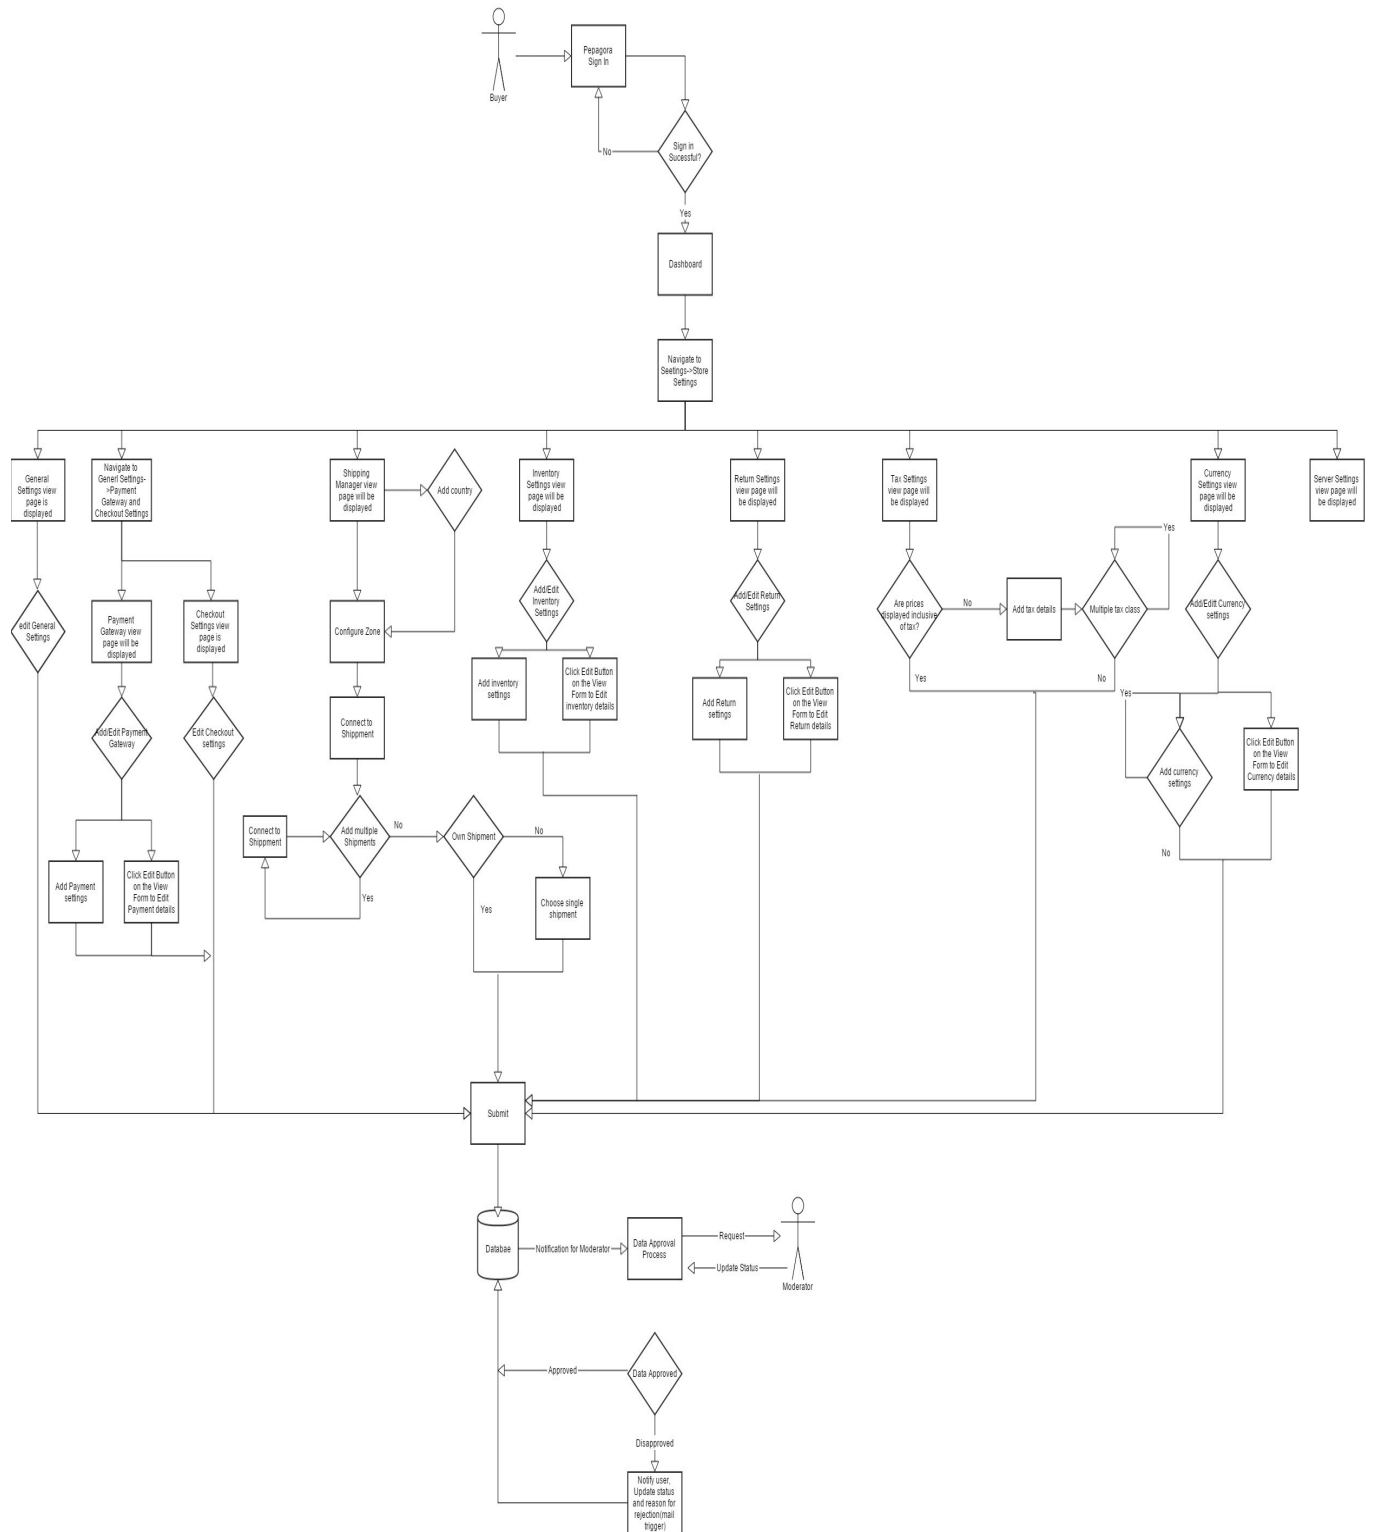 Pepagora
Sign In
Buyer
Sign in
Sucessful?
No
Yes
Dashboard
Navigate to
Seetings->Store
Settings
General
Settings view
page is
displayed
Navigate to
Generl Settings-
>Payment
Gateway and
Checkout Settings
Shipping
Manager view
page will be
displayed
Add country
Inventory
Settings view
page will be
displayed
Return Settings
view page will
be displayed
Tax Settings
view page will
be displayed
Currency
Settings view
page will be
displayed
Server Settings
view page will
be displayed
Yes
edit General
Settings
Payment
Gateway view
page will be
displayed
Checkout
Settings view
page is
displayed
Configure Zone
Add/Edit
Inventory
Settings
Add/Edit Return
Settings
Are prices
displayed inclusive
of tax?
No
Add tax details
Multiple tax class
Add/Editt Currency
settings
Add inventory
settings
Click Edit Button
on the View
Form to Edit
inventory details
Add Return
settings
Click Edit Button
on the View
Form to Edit
Return details
Yes
No
Yes
Add/Edit Payment
Gateway
Edit Checkout
settings
Connect to
Shippment
Add currency
settings
Click Edit Button
on the View
Form to Edit
Currency details
Connect to
Shippment
Add multiple
Shipments
No
Own Shipment
No
No
Add Payment
settings
Click Edit Button
on the View
Form to Edit
Payment details
Yes
Yes
Choose single
shipment
Submit
Databae
Notification for Moderator
Data Approval
Process
Request
Update Status
Moderator
Approved
Data Approved
Disapproved
Notify user,
Update status
and reason for
rejection(mail
trigger)